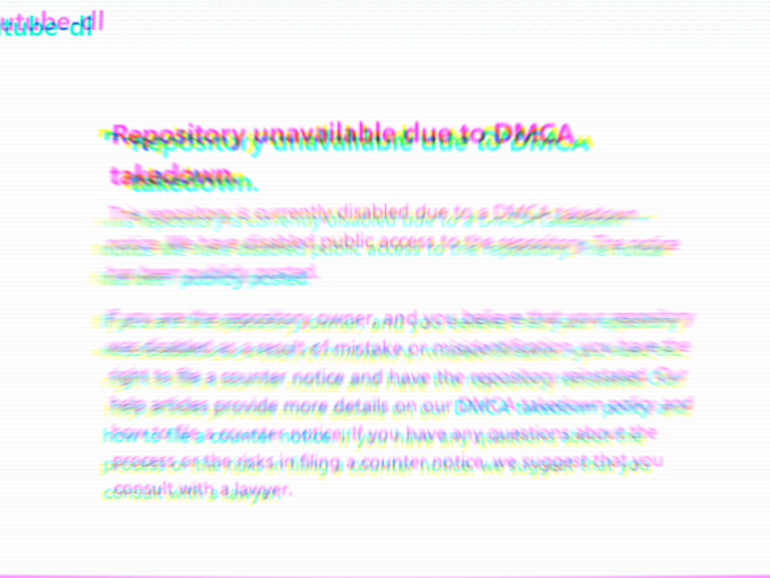 utube-dl
Repository unavailable due to DMCA
takedown.
This repository is currently disabled due to a DMCA takedown
notice. We have disabled public access to the repository. The notice
has been publicly posted.
If you are the repository owner, and you believe that your repository
was disabled as a result of mistake or misidentification, you have the
right to file a counter notice and have the repository reinstated. Our
help articles provide more details on our DMCA takedown policy and
how to file a counter notice. If you have any questions about the
process or the risks in filing a counter notice, we suggest that you
consult with a lawyer.